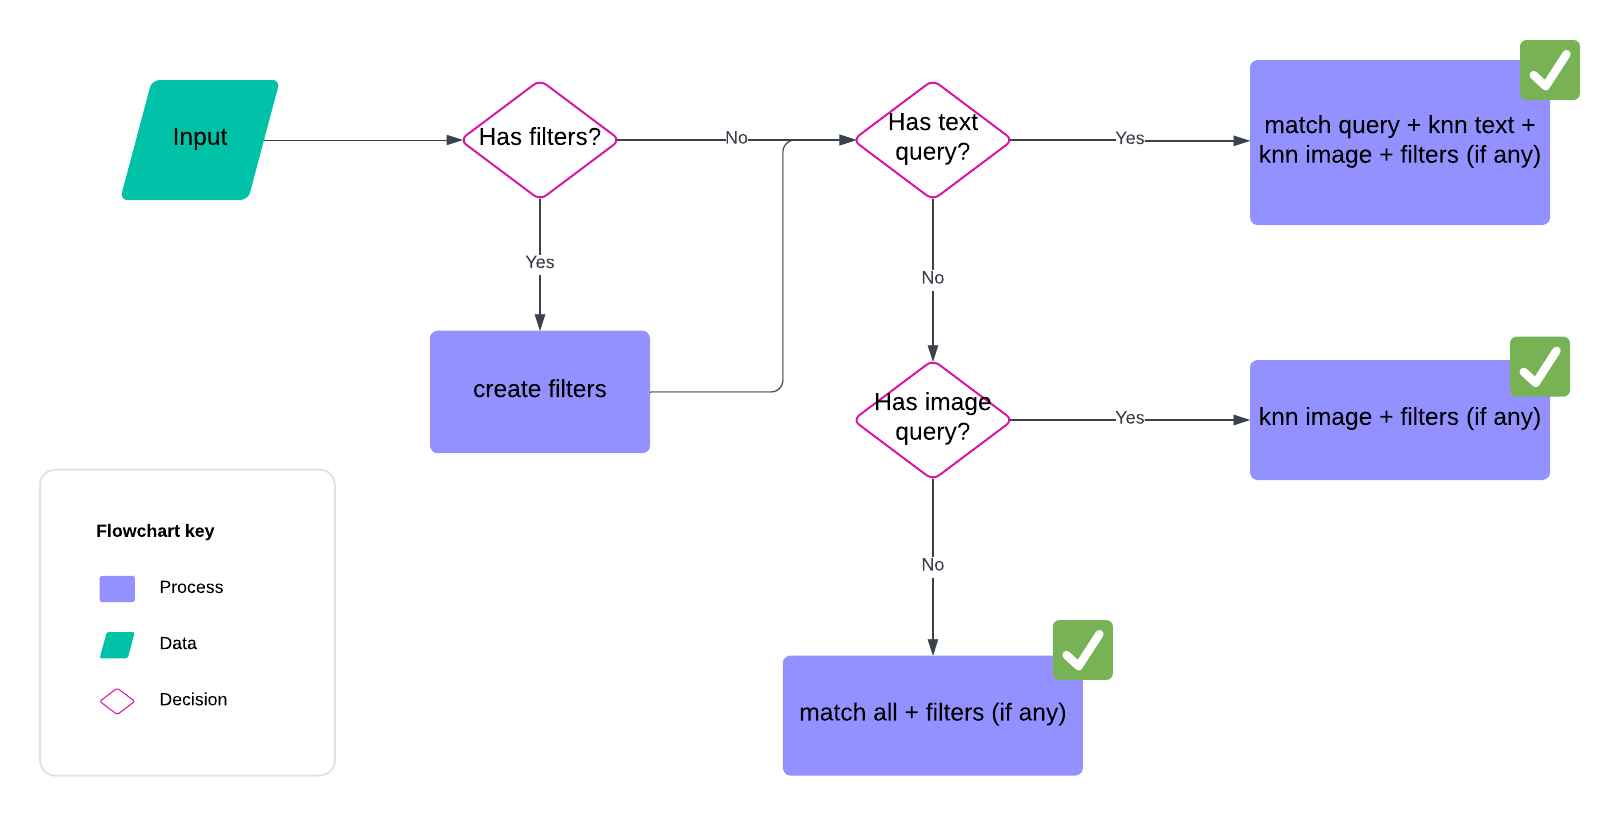 Input
Has filters?
No
Has text
query?
Yes
match query + knn text +
knn image + filters (if any)
Yes
No
create filters
Has image
query?
Yes
knn image + filters (if any)
Flowchart key
Process
Data
Decision
No
match all + filters (if any)